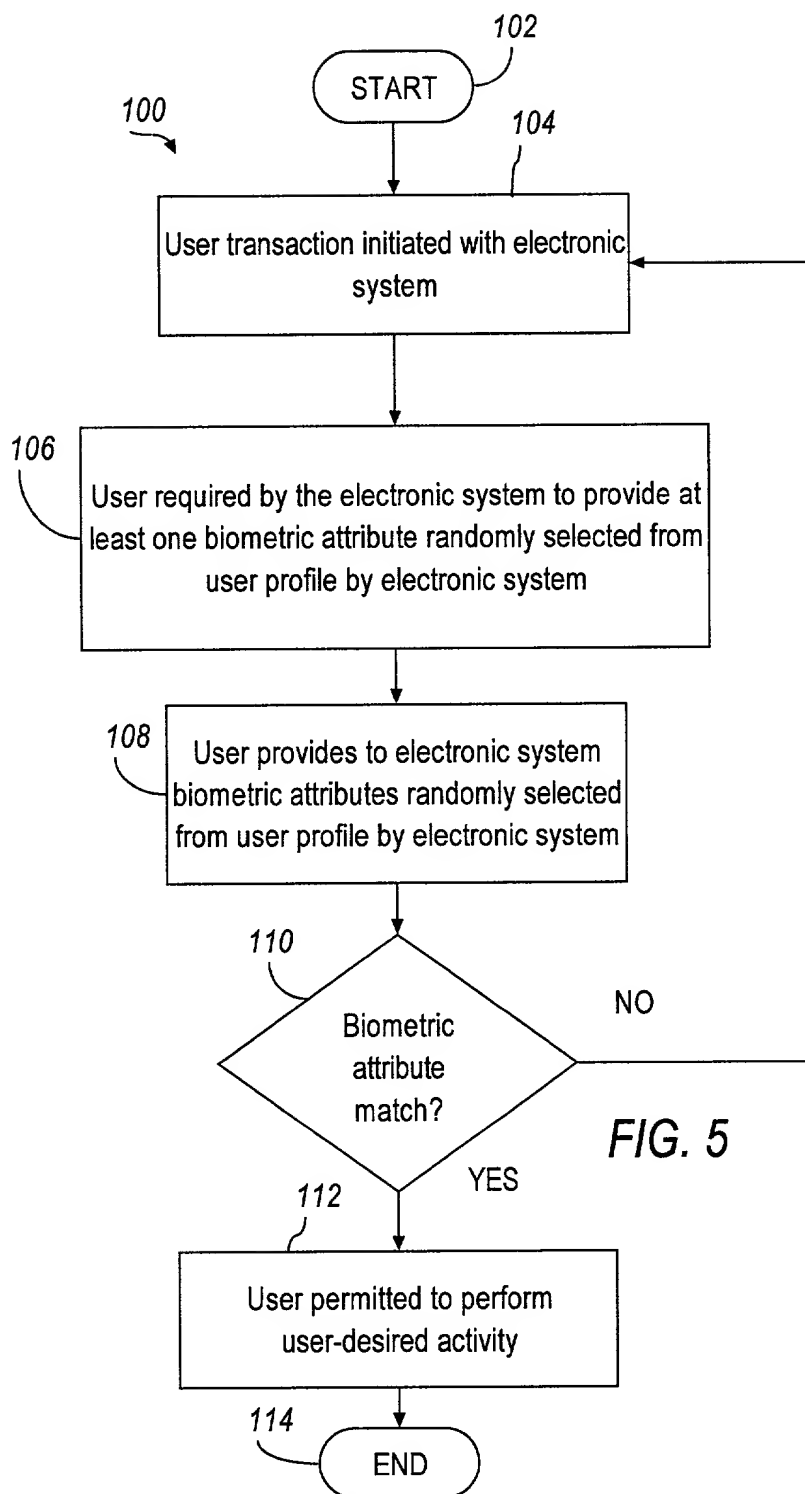 102
START
100
104
User transaction initiated with electronic
system
106
User required by the electronic system to provide at
least one biometric attribute randomly selected from
user profile by electronic system
108
User provides to electronic system
biometric attributes randomly selected
from user profile by electronic system
110
Biometric
attribute
match?
NO
FIG. 5
YES
112
User permitted to perform
user-desired activity
114
END